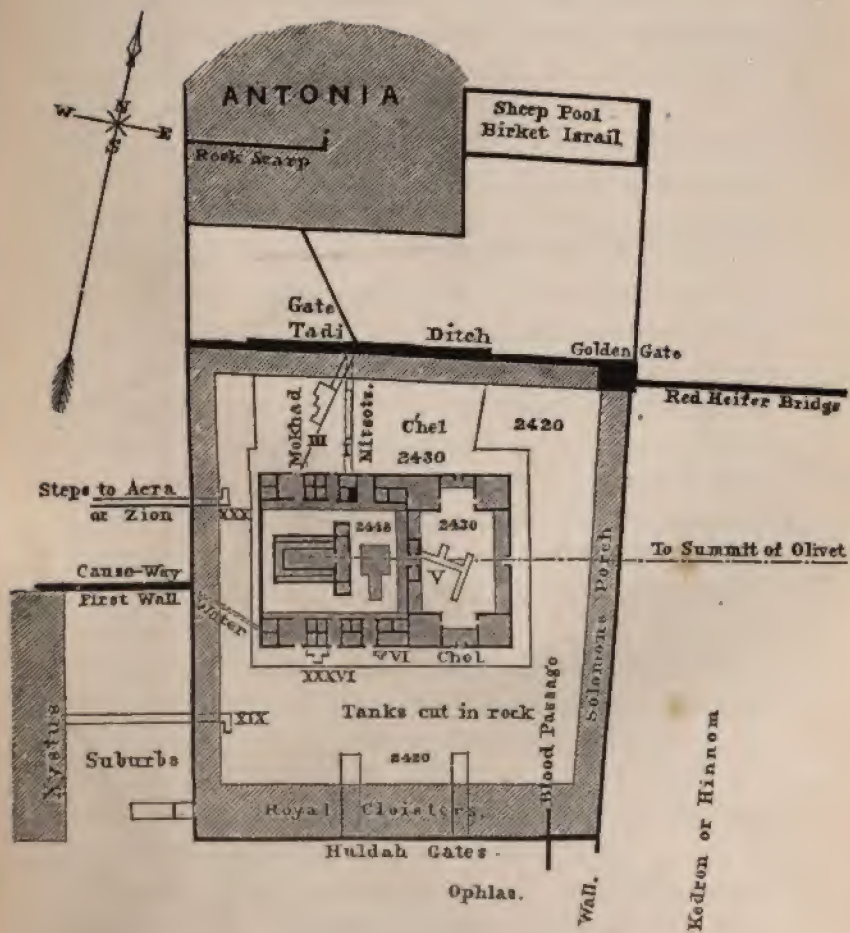 ANTONIA
Sheep Pool
Birket Israil
N
W
E
S
Rock Scarp
Gate
Tadi
Ditch
Golden Gate
Red Heifer Bridge
Mokhad
III
Nitsots.
Chel
2430
2420
Steps to Acra
at Zion
XXX
2448
2430
V
To Summit of Olivet
Cause-Way
First Wall
Water
Solomons Porch
XXXVI
VI
Chel
Xystus
XIX
Suburbs
Tanks cut in rock
2420
Blood Passage
Royal Cloisters.
Huldah Gates.
Ophlas.
Wall.
Kedron or Hinnom